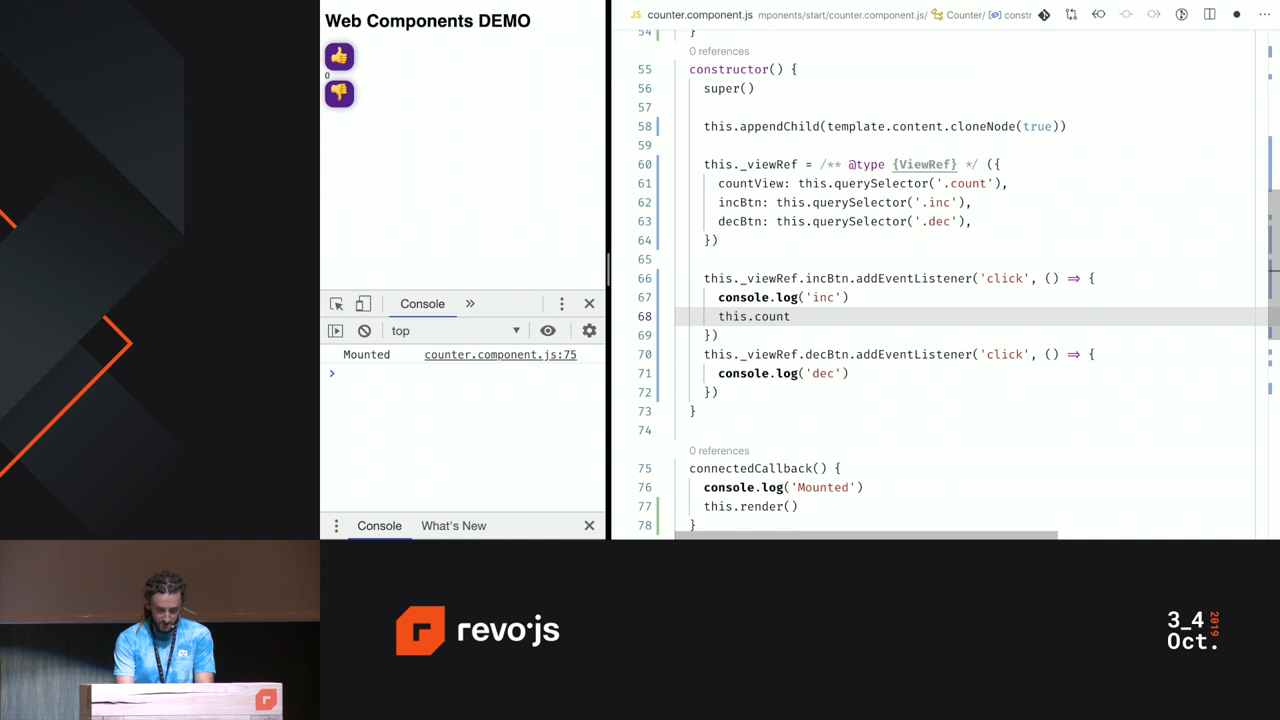 Web Components DEMO
👍
0
👎
Console »
top ▼
Mounted counter.component.js:75
>
Console What's New
JS counter.component.js mponents/start/counter.component.js/ Counter/ constr
54 }
0 references
55 constructor() {
56 super()
57
58 this.appendChild(template.content.cloneNode(true))
59
60 this._viewRef = /** @type {ViewRef} */ ({
61 countView: this.querySelector('.count'),
62 incBtn: this.querySelector('.inc'),
63 decBtn: this.querySelector('.dec'),
64 })
65
66 this._viewRef.incBtn.addEventListener('click', () => {
67 console.log('inc')
68 this.count
69 })
70 this._viewRef.decBtn.addEventListener('click', () => {
71 console.log('dec')
72 })
73 }
74
0 references
75 connectedCallback() {
76 console.log('Mounted')
77 this.render()
78 }
r revo·js
3_4 2019
Oct.
r